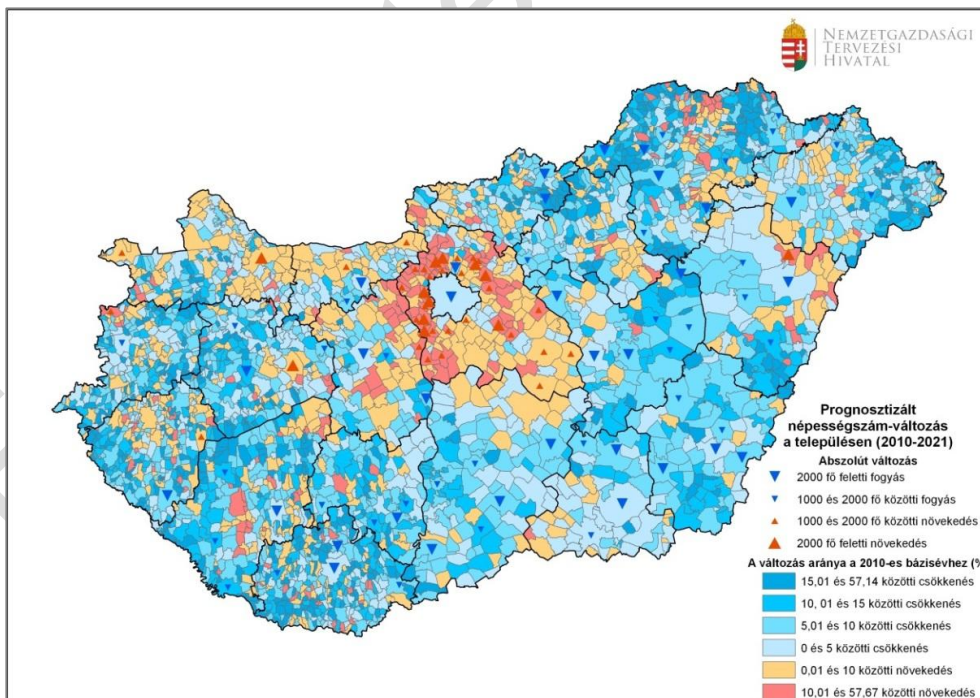 NEMZETGAZDASÁGI
TERVEZÉSI
HIVATAL
Prognosztizált
népességszám-változás
a településen (2010-2021)
Abszolút változás
2000 fő feletti fogyás
1000 és 2000 fő közötti fogyás
1000 és 2000 fő közötti növekedés
2000 fő feletti növekedés
A változás aránya a 2010-es bázisévhez (%
15,01 és 57,14 közötti csökkenés
10, 01 és 15 közötti csökkenés
5,01 és 10 közötti csökkenés
0 és 5 közötti csökkenés
0,01 és 10 közötti növekedés
10,01 és 57,67 közötti növekedés